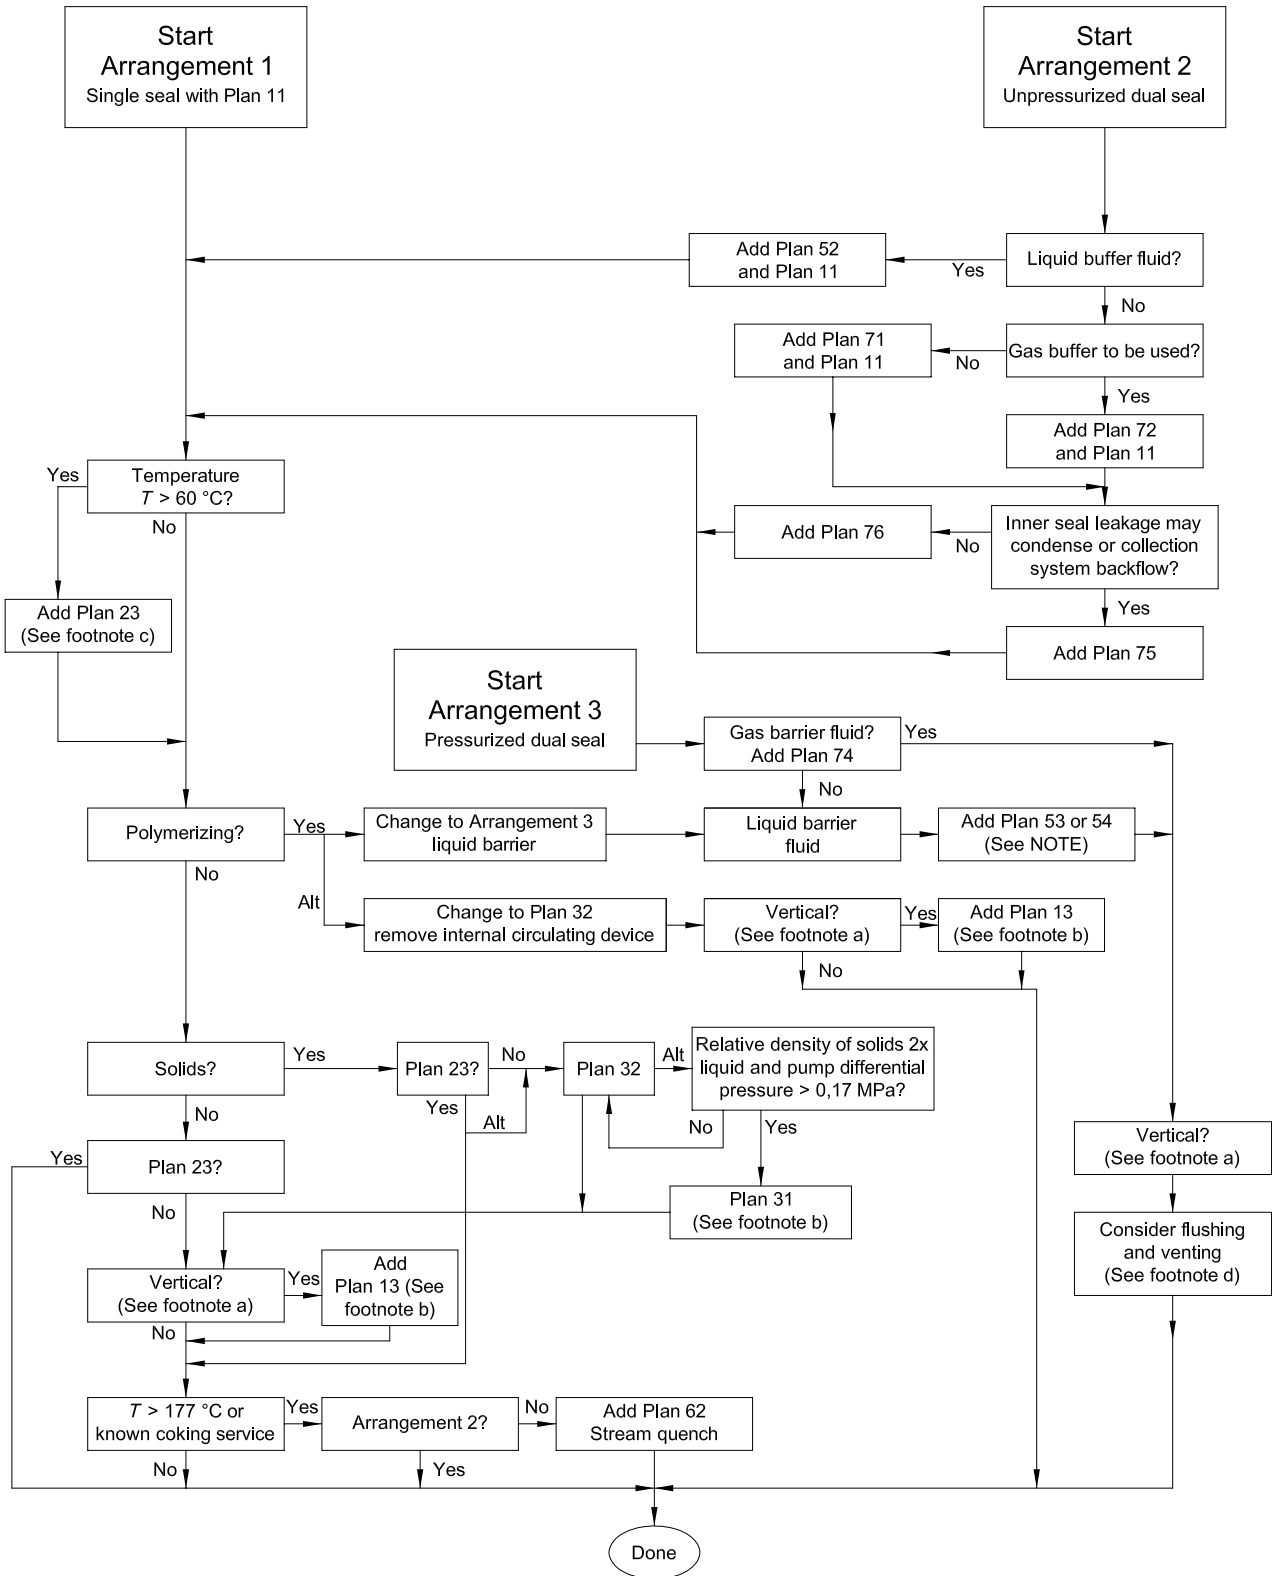 Start
Arrangement 1
Single seal with Plan 11
Start
Arrangement 2
Unpressurized dual seal
Add Plan 52
and Plan 11
Yes
Liquid buffer fluid?
No
Add Plan 71
and Plan 11
No
Gas buffer to be used?
Yes
Add Plan 72
and Plan 11
Yes
Temperature
T > 60 °C?
No
Add Plan 76
No
Inner seal leakage may
condense or collection
system backflow?
Yes
Add Plan 23
(See footnote c)
Add Plan 75
Start
Arrangement 3
Pressurized dual seal
Gas barrier fluid?
Add Plan 74
Yes
No
Polymerizing?
Yes
Change to Arrangement 3
liquid barrier
Liquid barrier
fluid
Add Plan 53 or 54
(See NOTE)
No
Alt
Change to Plan 32
remove internal circulating device
Vertical?
(See footnote a)
Yes
Add Plan 13
(See footnote b)
No
Solids?
Yes
Plan 23?
No
Plan 32
Alt
Relative density of solids 2x
liquid and pump differential
pressure > 0,17 MPa?
No
Yes
Alt
No
Yes
Yes
Plan 23?
No
Plan 31
(See footnote b)
Vertical?
(See footnote a)
Vertical?
(See footnote a)
Yes
Add
Plan 13 (See
footnote b)
No
Consider flushing
and venting
(See footnote d)
T > 177 °C or
known coking service
Yes
Arrangement 2?
No
Add Plan 62
Stream quench
No
Yes
Done